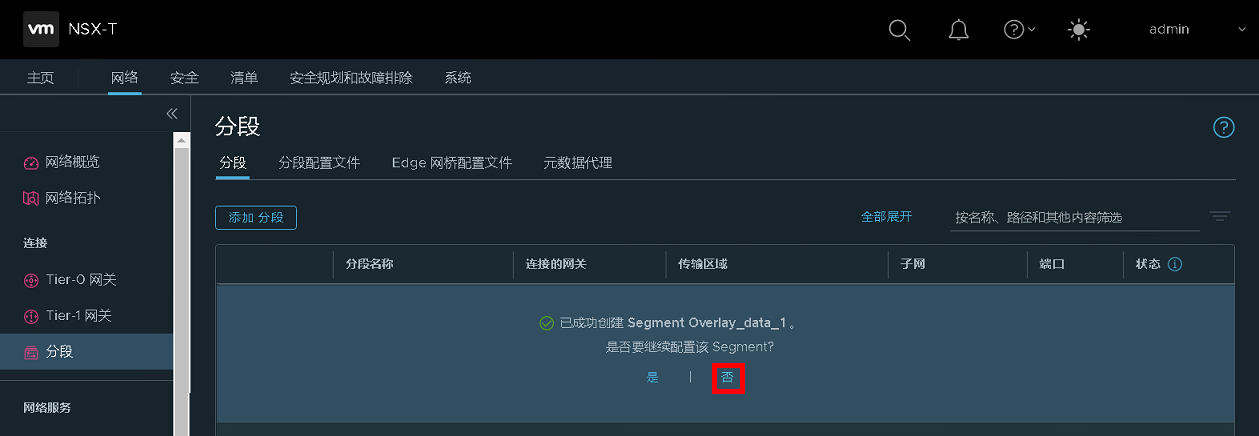 vm NSX-T admin
主页 网络 安全 清单 安全规划和故障排除 系统
分段
分段 分段配置文件 Edge 网桥配置文件 元数据代理
网络概览
网络拓扑
连接
Tier-0 网关
Tier-1 网关
分段
网络服务
添加 分段 全部展开 按名称、路径和其他内容筛选
分段名称 连接的网关 传输区域 子网 端口 状态
已成功创建 Segment Overlay_data_1 。
是否要继续配置该 Segment?
是 | 否